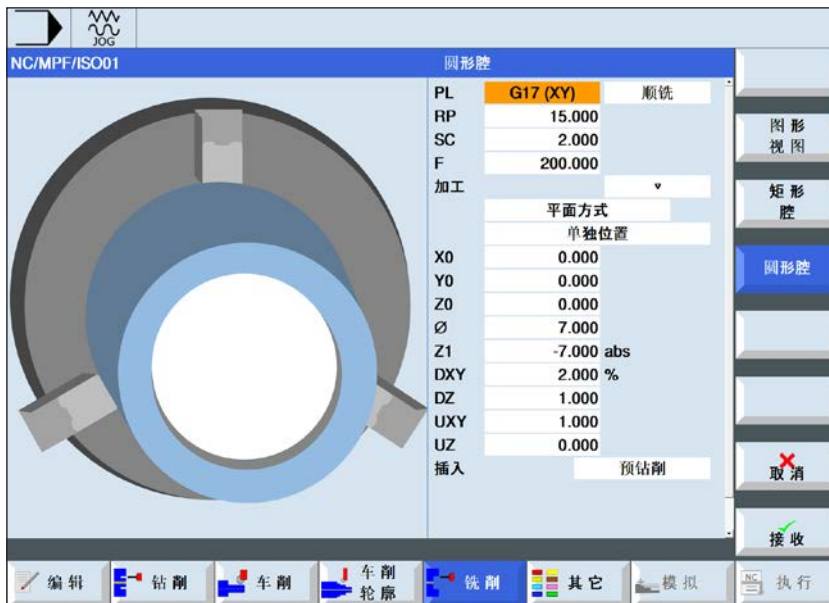 JOG
NC/MPF/ISO01
圆形腔
PL G17 (XY) 顺铣
RP 15.000
SC 2.000
F 200.000
加工 ▿
平面方式
单独位置
X0 0.000
Y0 0.000
Z0 0.000
Ø 7.000
Z1 -7.000 abs
DXY 2.000 %
DZ 1.000
UXY 1.000
UZ 0.000
插入 预钻削
图形
视图
矩形
腔
圆形腔
取消
接收
编辑
钻削
车削
车削
轮廓
铣削
其它
模拟
NC
执行